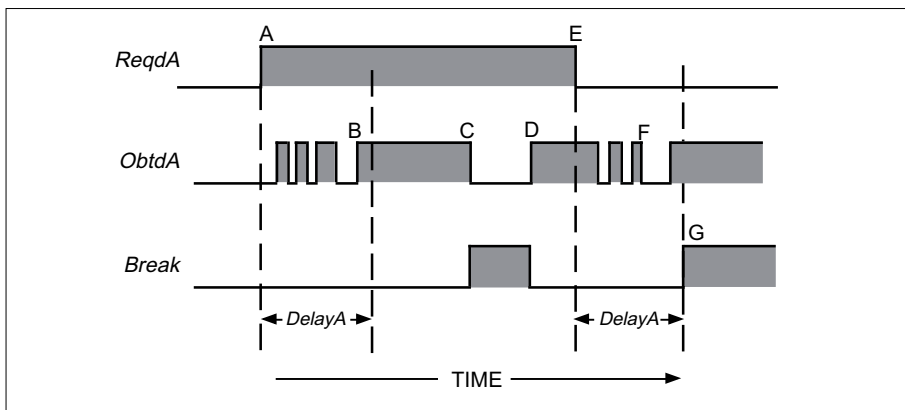 A E
ReqdA
B C D F
ObtdA
G
Break
DelayA DelayA
TIME